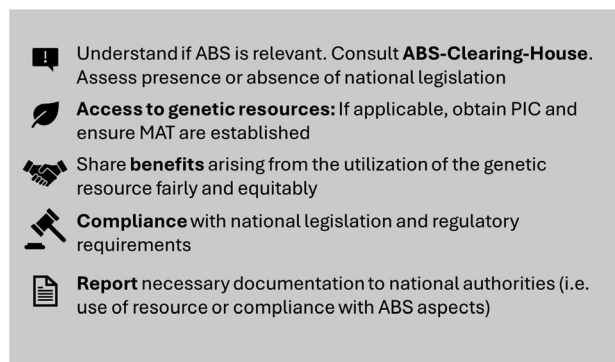 Understand if ABS is relevant. Consult ABS-Clearing-House.
Assess presence or absence of national legislation
Access to genetic resources: If applicable, obtain PIC and
ensure MAT are established
Share benefits arising from the utilization of the genetic
resource fairly and equitably
Compliance with national legislation and regulatory
requirements
Report necessary documentation to national authorities (i.e.
use of resource or compliance with ABS aspects)